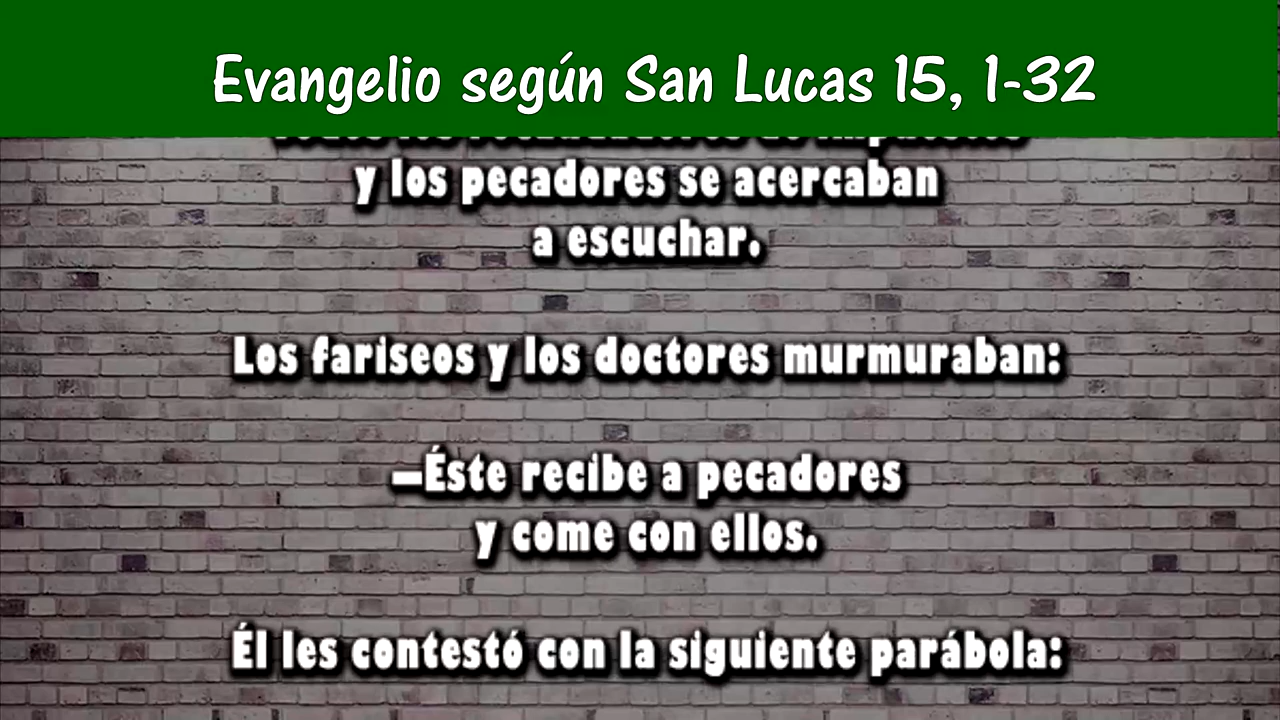 Evangelio según San Lucas 15, 1-32
y los pecadores se acercaban
a escuchar.
Los fariseos y los doctores murmuraban:
—Éste recibe a pecadores
y come con ellos.
Él les contestó con la siguiente parábola: